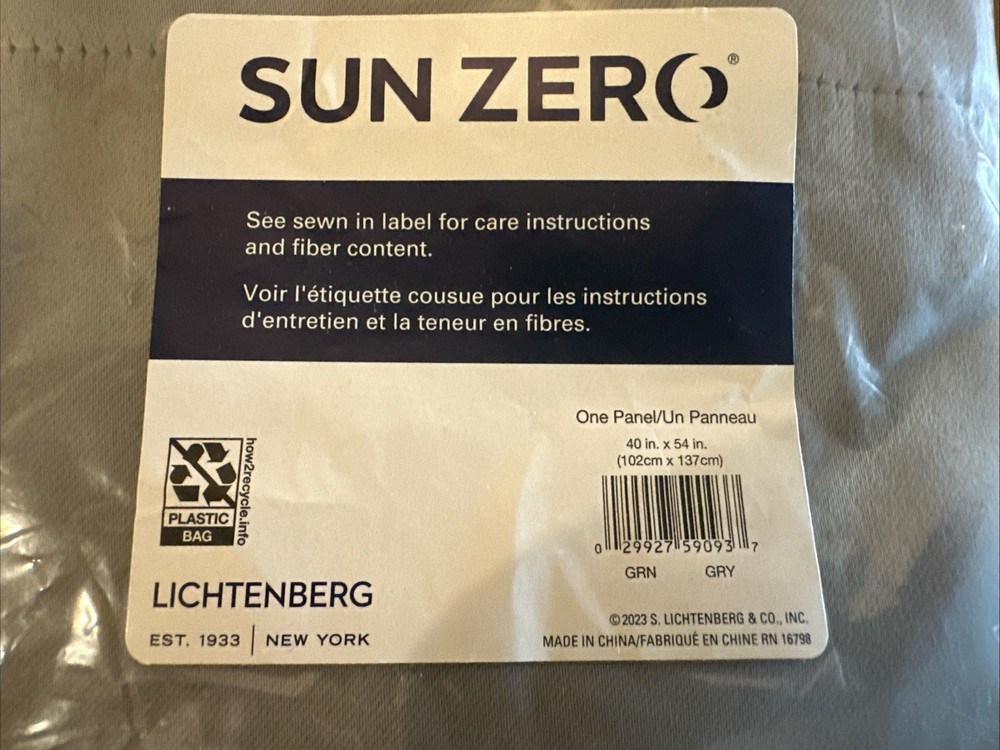 SUN ZERO®
See sewn in label for care instructions
and fiber content.
Voir l'étiquette cousue pour les instructions
d'entretien et la teneur en fibres.
One Panel/Un Panneau
40 in. x 54 in.
(102cm x 137cm)
0 29927 59093 7
GRN GRY
how2recycle.info
PLASTIC
BAG
LICHTENBERG
EST. 1933 | NEW YORK
©2023 S. LICHTENBERG & CO., INC.
MADE IN CHINA/FABRIQUÉ EN CHINE RN 16798